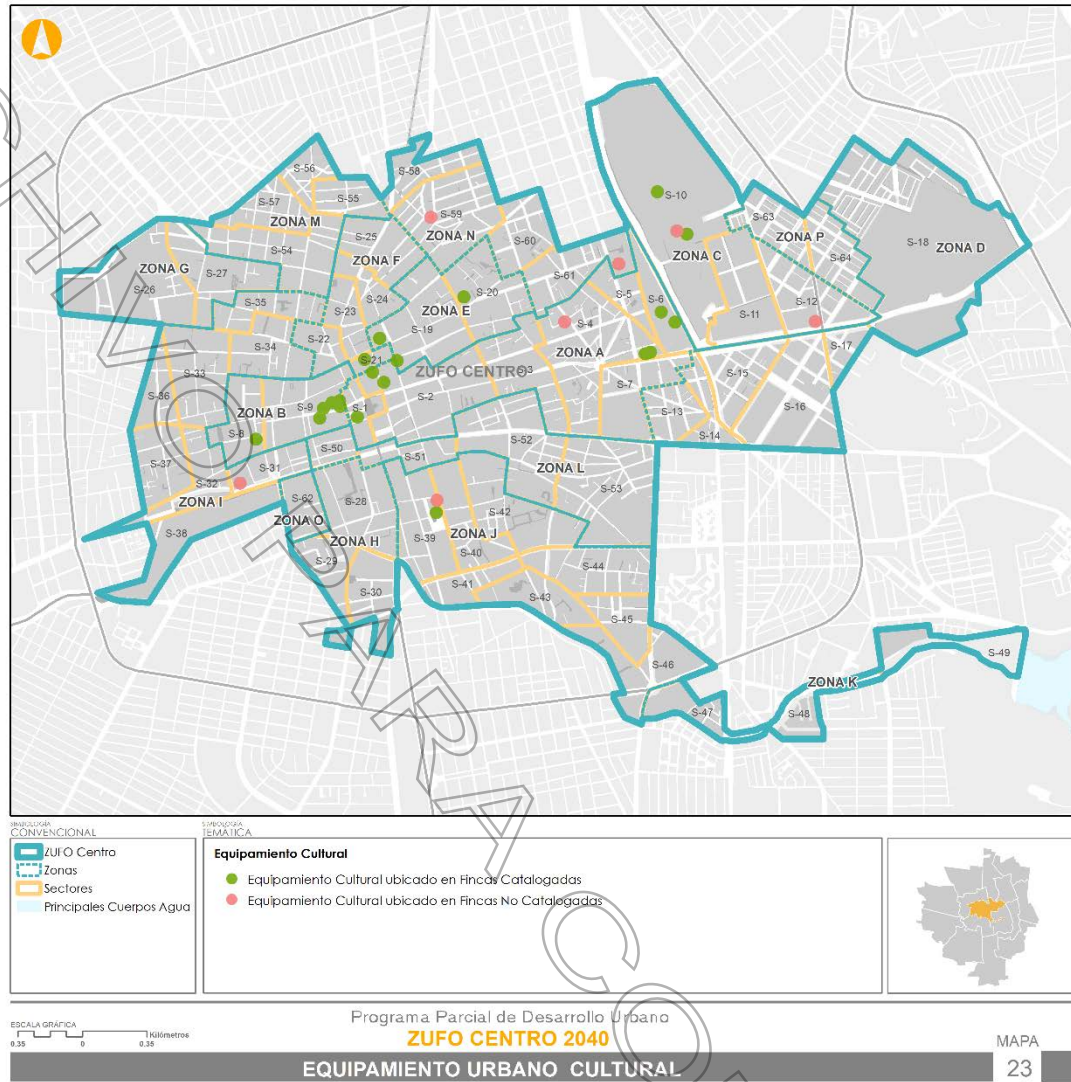 S-56
S-58
S-57
S-55
S-10
ZONA M
S-59
S-63
S-25
ZONA N
ZONA P
S-54
S-60
S-18
ZONA D
ZONA G
S-27
ZONA F
S-61
ZONA C
S-64
S-26
S-24
S-20
S-5
S-6
S-12
S-35
S-23
ZONA E
S-4
S-11
S-34
S-22
S-19
S-17
S-21
ZONA A
S-33
ZUFO CENTRO
S-3
S-15
S-36
S-2
S-7
S-16
ZONA B
S-9
S-1
S-13
S-8
S-14
S-50
S-51
S-52
S-37
S-31
ZONA L
S-32
S-53
ZONA I
S-62
S-28
S-38
ZONA O
S-39
S-42
ZONA H
ZONA J
S-29
S-40
S-44
S-30
S-41
S-43
S-45
S-46
S-49
ZONA K
S-47
S-48
SIMBOLOGÍA
CONVENCIONAL
ZUFO Centro
Zonas
Sectores
Principales Cuerpos Agua
SIMBOLOGÍA
TEMÁTICA
Equipamiento Cultural
Equipamiento Cultural ubicado en Fincas Catalogadas
Equipamiento Cultural ubicado en Fincas No Catalogadas
ESCALA GRÁFICA
Kilómetros
0.35 0 0.35
Programa Parcial de Desarrollo Urbano
ZUFO CENTRO 2040
EQUIPAMIENTO URBANO CULTURAL
MAPA
23